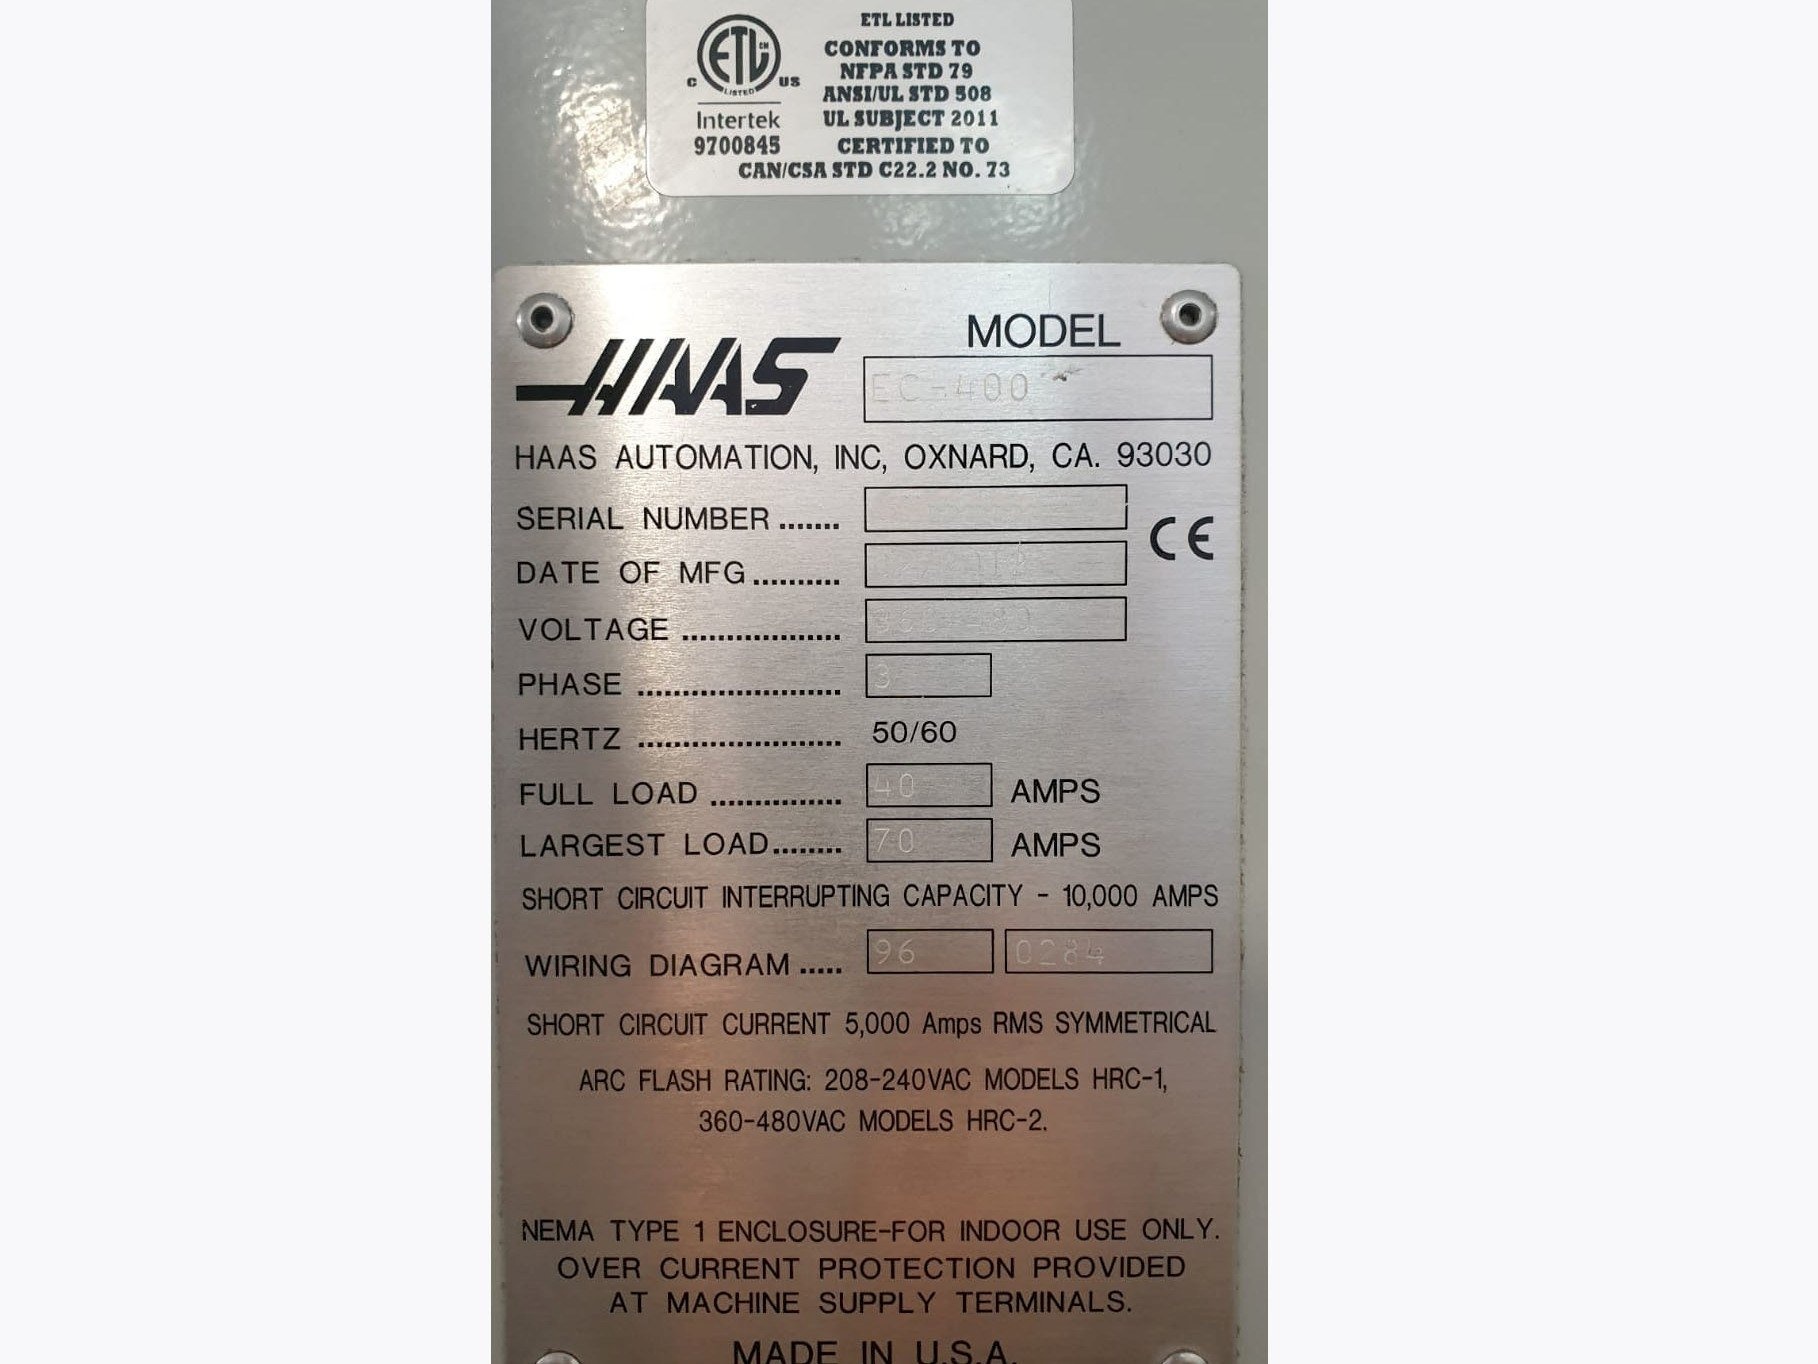 ETL LISTED
CONFORMS TO
NFPA STD 79
ANSI/UL STD 508
UL SUBJECT 2011
CERTIFIED TO
CAN/CSA STD C22.2 NO. 73
ETL CM
LISTED
C US
Intertek
9700845
MODEL
HAAS EC-400
HAAS AUTOMATION, INC, OXNARD, CA. 93030
SERIAL NUMBER .......
CE
DATE OF MFG..........
VOLTAGE ..................
PHASE ....................... 3
HERTZ ....................... 50/60
FULL LOAD ............... 40 AMPS
LARGEST LOAD........ 70 AMPS
SHORT CIRCUIT INTERRUPTING CAPACITY - 10,000 AMPS
WIRING DIAGRAM ..... 96 0284
SHORT CIRCUIT CURRENT 5,000 Amps RMS SYMMETRICAL
ARC FLASH RATING: 208-240VAC MODELS HRC-1,
360-480VAC MODELS HRC-2.
NEMA TYPE 1 ENCLOSURE-FOR INDOOR USE ONLY.
OVER CURRENT PROTECTION PROVIDED
AT MACHINE SUPPLY TERMINALS.
MADE IN U.S.A.